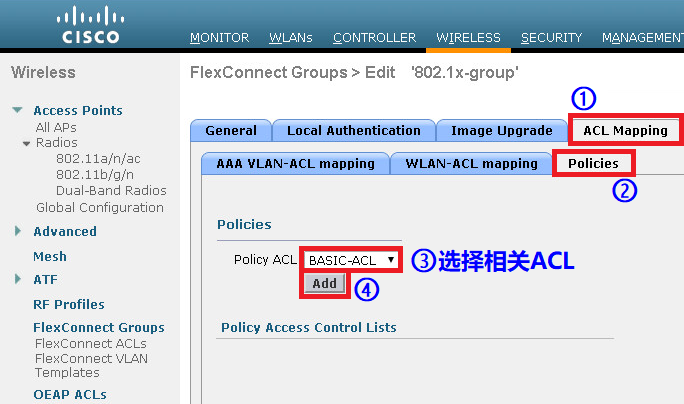 CISCO
MONITOR WLANs CONTROLLER WIRELESS SECURITY MANAGEMENT
Wireless
FlexConnect Groups > Edit '802.1x-group'
①
General Local Authentication Image Upgrade ACL Mapping
AAA VLAN-ACL mapping WLAN-ACL mapping Policies
②
Access Points
All APs
Radios
802.11a/n/ac
802.11b/g/n
Dual-Band Radios
Global Configuration
Advanced
Mesh
ATF
RF Profiles
FlexConnect Groups
FlexConnect ACLs
FlexConnect VLAN
Templates
OEAP ACLs
Policies
Policy ACL BASIC-ACL ③选择相关ACL
Add ④
Policy Access Control Lists